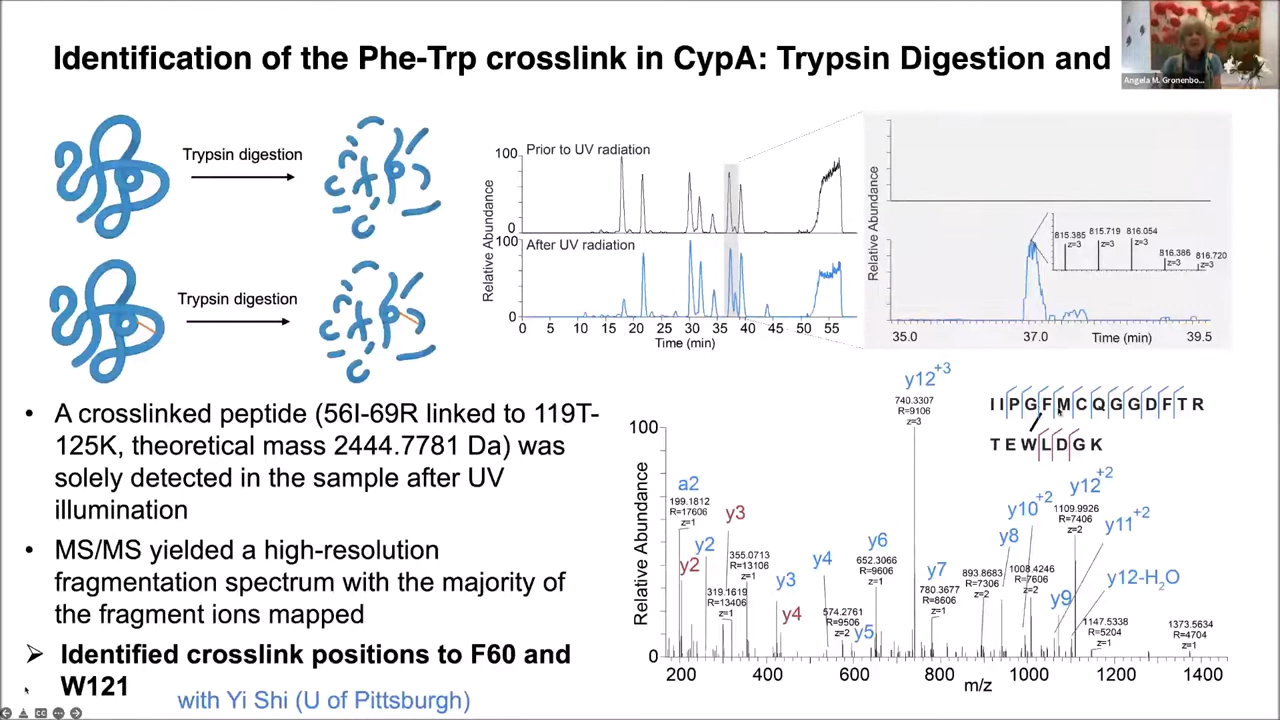 Identification of the Phe-Trp crosslink in CypA: Trypsin Digestion and
Angela M. Gronenbo...
Trypsin digestion
Trypsin digestion
• A crosslinked peptide (56I-69R linked to 119T-
125K, theoretical mass 2444.7781 Da) was
solely detected in the sample after UV
illumination
• MS/MS yielded a high-resolution
fragmentation spectrum with the majority of
the fragment ions mapped
➢ Identified crosslink positions to F60 and
W121
with Yi Shi (U of Pittsburgh)
Relative Abundance
100
Prior to UV radiation
0
100
After UV radiation
0
0 5 10 15 20 25 30 35 40 45 50 55
Time (min)
Relative Abundance
815.385
z=3
815.719
z=3
816.054
z=3
816.386
z=3
816.720
z=3
35.0 37.0 Time (min) 39.5
I I P G F M C Q G G D F T R
T E W L D G K
Relative Abundance
100
0
a2
199.1812
R=17606
z=1
y2
y2
y3
319.1619
R=13406
z=1
355.0713
R=13106
z=1
y3
y4
y4
574.2761
R=9506
z=2
y5
y6
652.3066
R=9606
z=1
y12+3
740.3307
R=9106
z=3
y7
780.3677
R=8606
z=1
893.8683
R=7306
z=2
y8
y10+2
1008.4246
R=7606
z=2
y9
y12+2
1109.9926
R=7406
z=2
y11+2
y12-H2O
1147.5338
R=5204
z=1
1373.5634
R=4704
z=1
200 400 600 800 1000 1200 1400
m/z